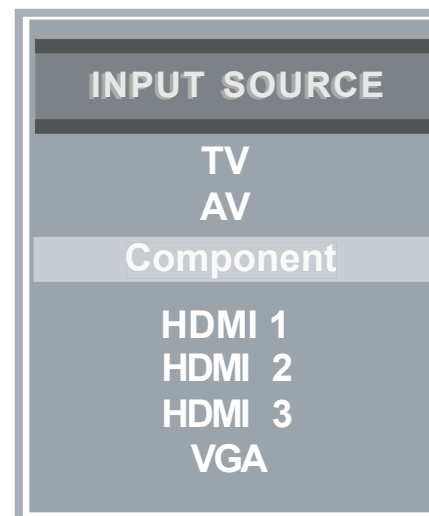 INPUT SOURCE
TV
AV
Component
HDMI 1
HDMI 2
HDMI 3
VGA